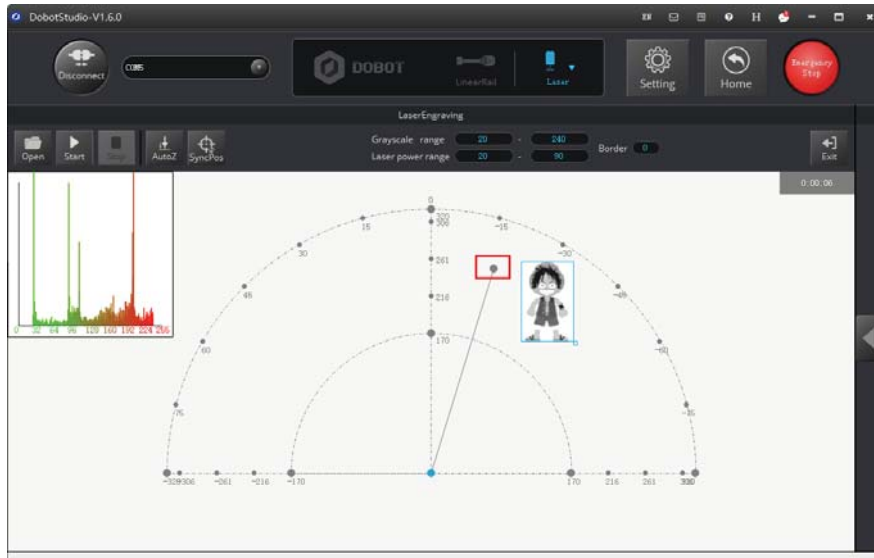 DobotStudio-V1.6.0
H
Disconnect
COM5
DOBOT
LinearRail
Laser
Setting
Home
Emergency Stop
LaserEngraving
Open
Start
Stop
AutoZ
SyncPos
Grayscale range 20 - 240
Laser power range 20 - 90
Border 0
Exit
0:00:06
0 32 64 96 128 160 192 224 256
0
320
300
15
-15
30
-30
261
45
-45
216
170
60
-60
75
-261 -216 -170 170 216 261